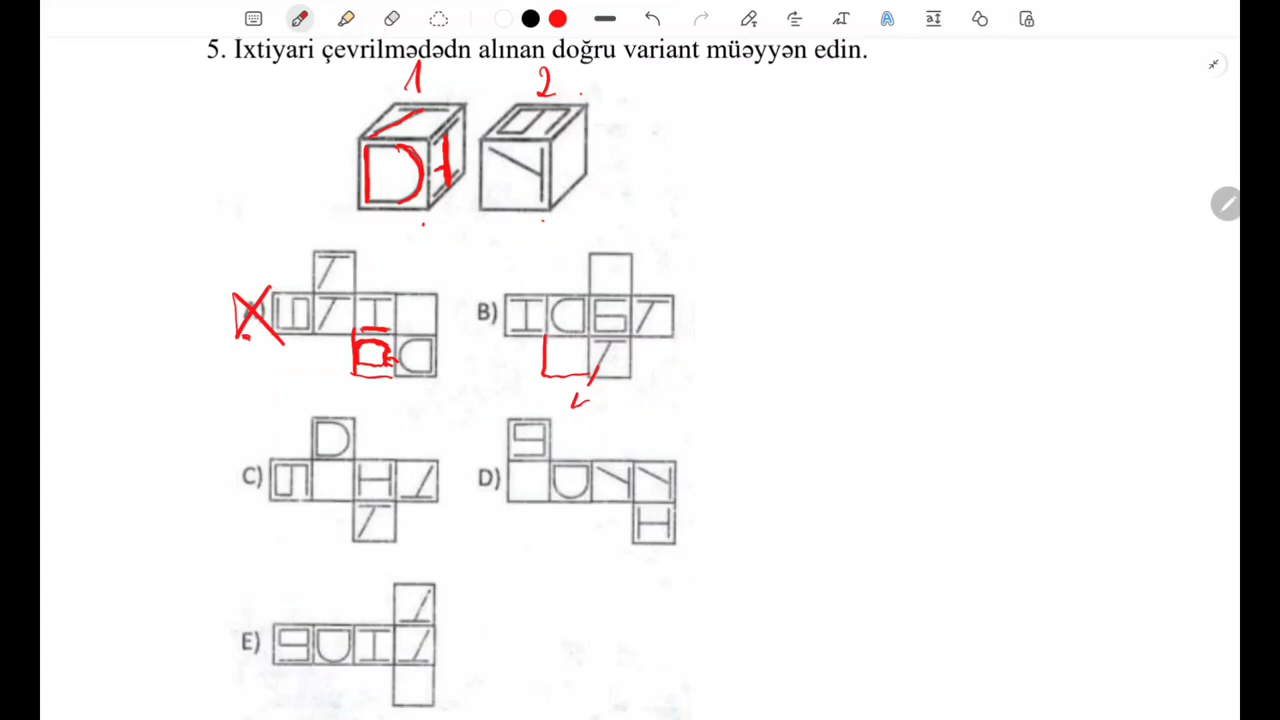 5. Ixtiyari çevrilmədədn alınan doğru variant müəyyən edin.
1 2
B)
C) D)
E)